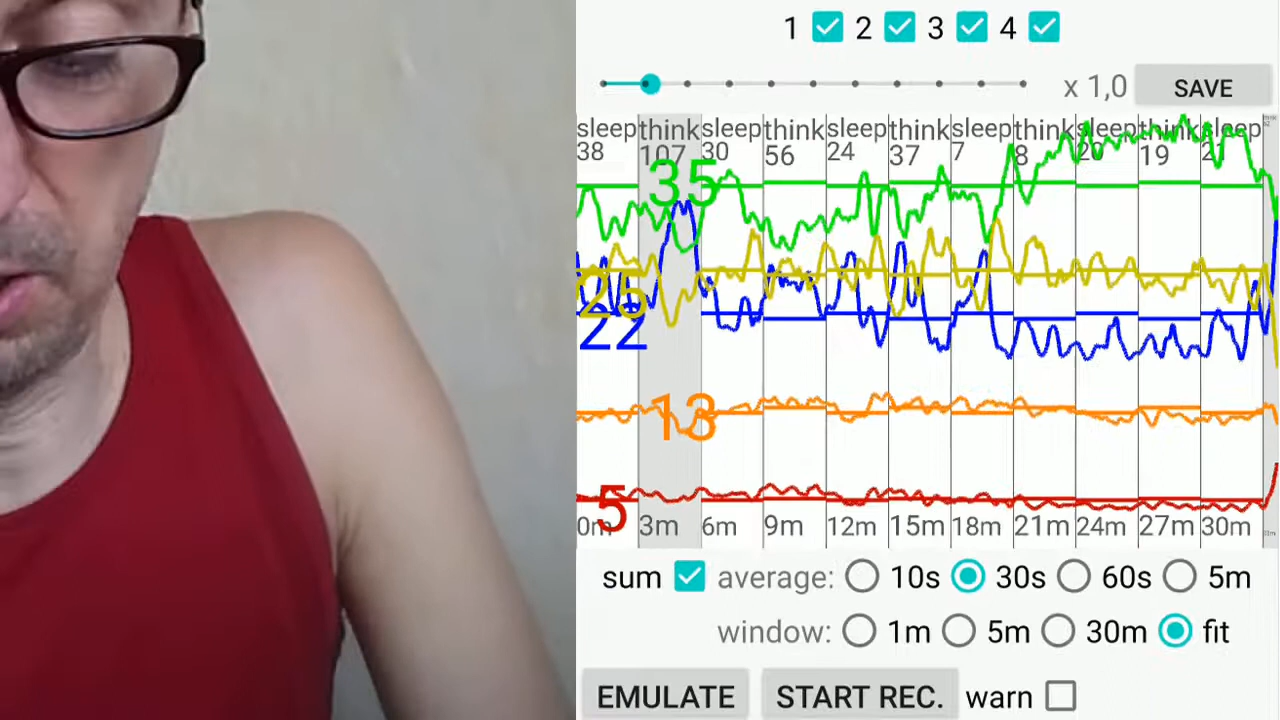 1 2 3 4
x 1,0 SAVE
sleep think sleep think sleep think sleep think sleep think sleep
38 107 30 56 24 37 7 8 20 19 21
35
25
22
13
5
0m 3m 6m 9m 12m 15m 18m 21m 24m 27m 30m
sum average: 10s 30s 60s 5m
window: 1m 5m 30m fit
EMULATE START REC. warn